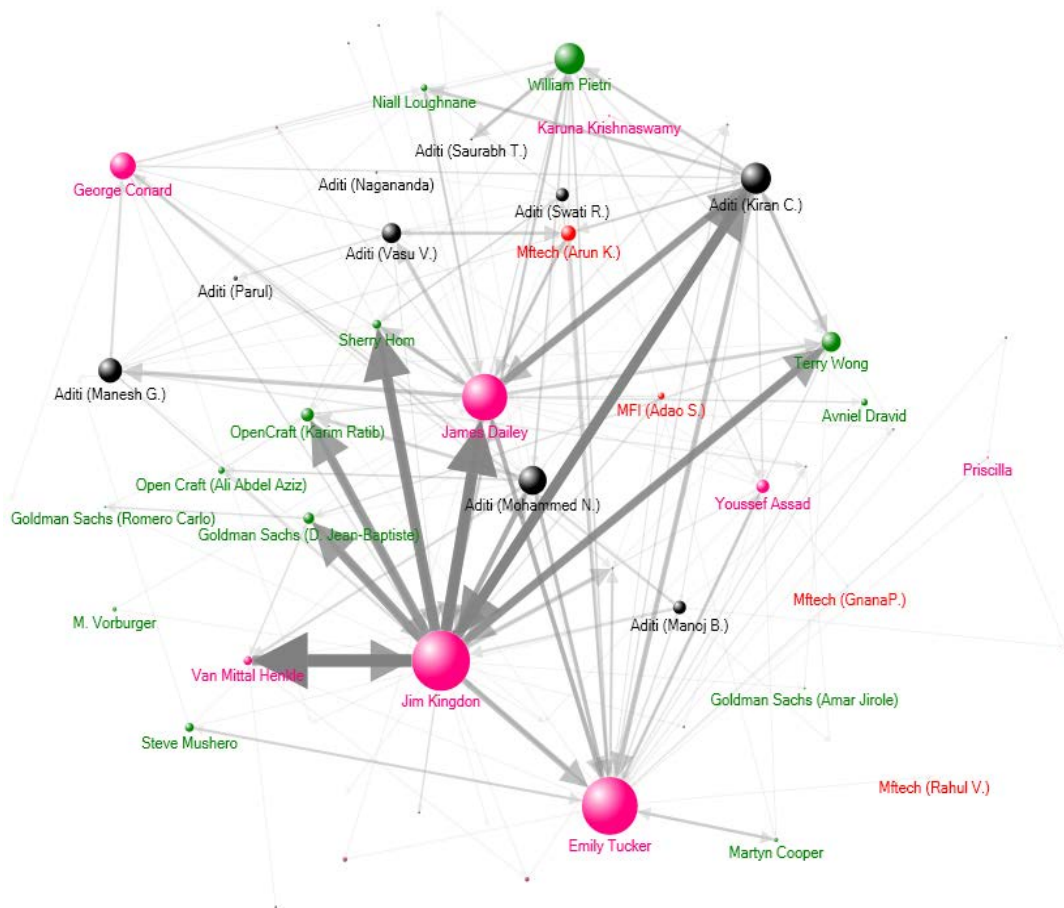 William Pietri
Niall Loughnane
Karuna Krishnaswamy
Aditi (Saurabh T.)
Aditi (Nagananda)
George Conard
Aditi (Kiran C.)
Aditi (Swati R.)
Aditi (Vasu V.)
Mftech (Arun K.)
Aditi (Parul)
Sherry Hom
Terry Wong
Aditi (Manesh G.)
MFI (Adao S.)
Avniel Dravid
OpenCraft (Karim Ratib)
James Dailey
Priscilla
Open Craft (Ali Abdel Aziz)
Aditi (Mohammed N.)
Youssef Assad
Goldman Sachs (Romero Carlo)
Goldman Sachs (D. Jean-Baptiste)
Mftech (GnanaP.)
M. Vorburger
Aditi (Manoj B.)
Van Mittal Henkle
Jim Kingdon
Goldman Sachs (Amar Jirole)
Steve Mushero
Mftech (Rahul V.)
Emily Tucker
Martyn Cooper